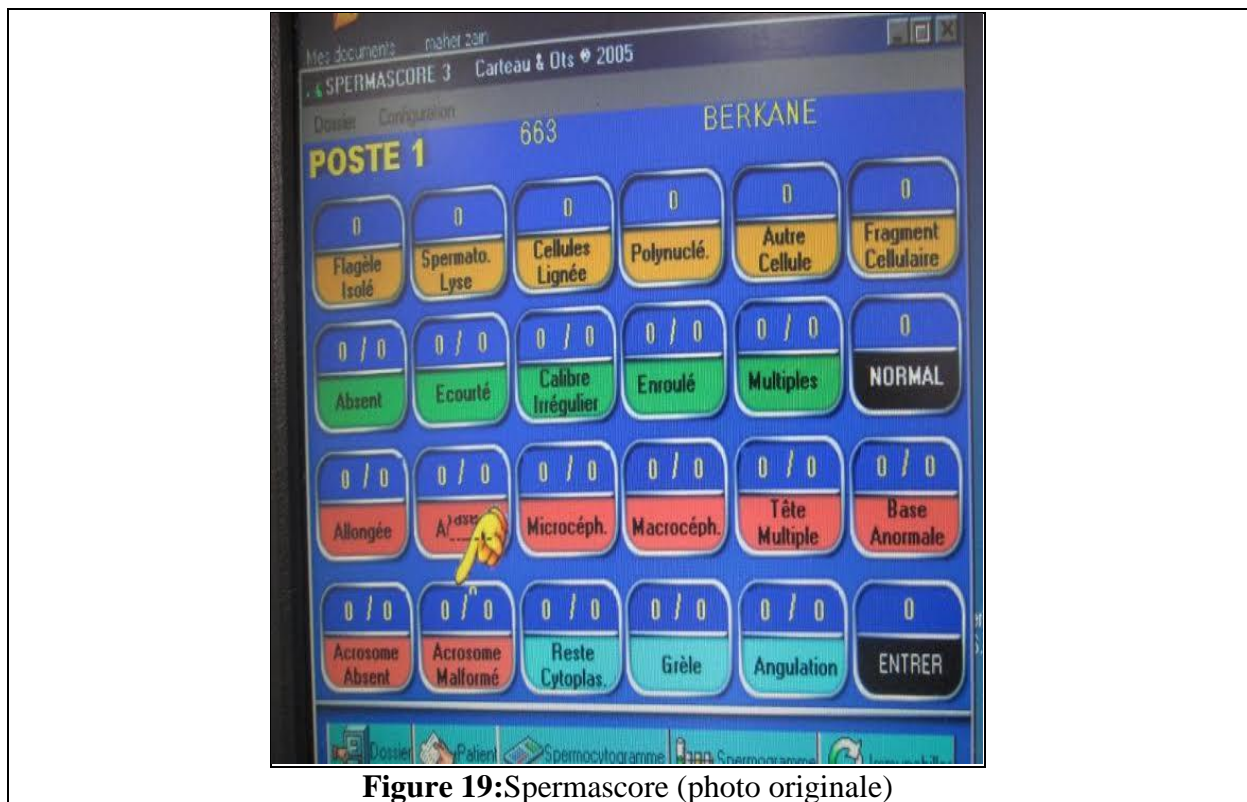 Mes documents maher zain
SPERMASCORE 3 Carteau & Ots 2005
Dossier Configuration
POSTE 1 663 BERKANE
0 0 0 0 0 0
Flagèle Isolé Spermato. Lyse Cellules Lignée Polynuclé. Autre Cellule Fragment Cellulaire
0 / 0 0 / 0 0 / 0 0 / 0 0 / 0 0
Absent Ecourté Calibre Irrégulier Enroulé Multiples NORMAL
0 / 0 0 / 0 0 / 0 0 / 0 0 / 0 0 / 0
Allongée Microcéph. Macrocéph. Tête Multiple Base Anormale
0 / 0 0 / 0 0 / 0 0 / 0 0 / 0 0
Acrosome Absent Acrosome Malformé Reste Cytoplas. Grèle Angulation ENTRER
Dossier Patient Spermocytogramme Spermogramme
Figure 19:Spermascore (photo originale)